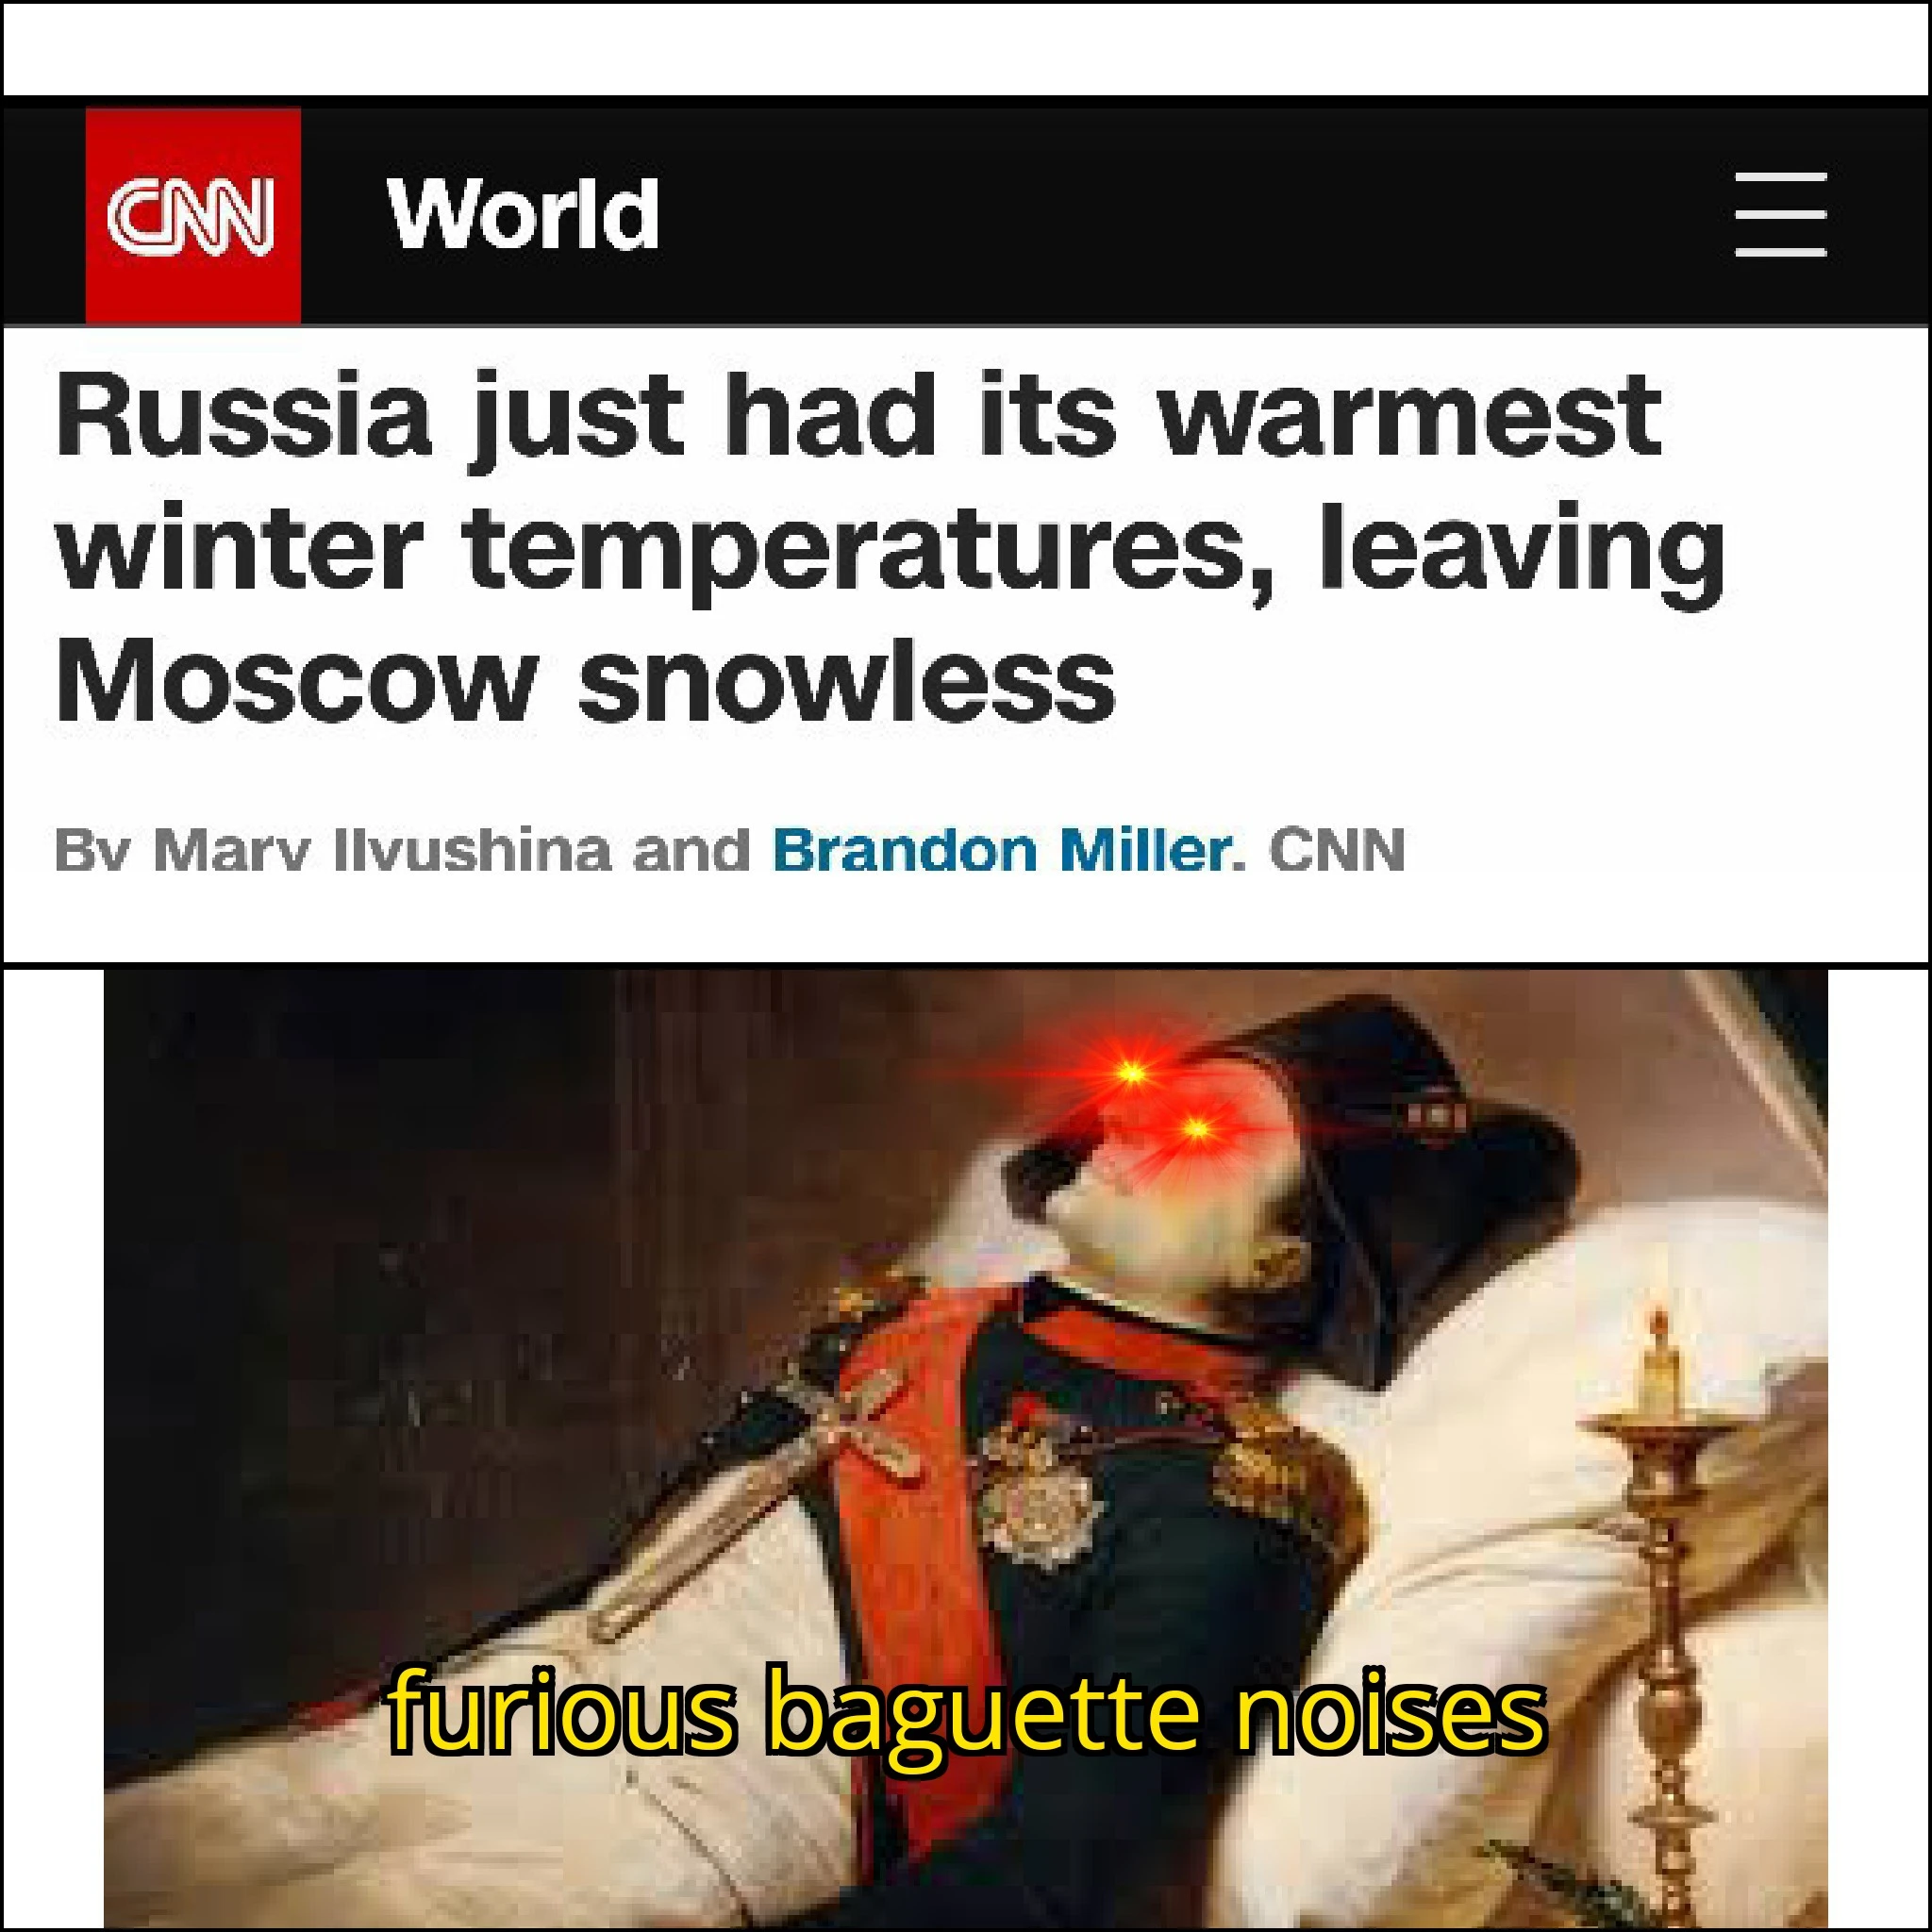 CNN World
Russia just had its warmest
winter temperatures, leaving
Moscow snowless
By Mary Ilyushina and Brandon Miller, CNN
furious baguette noises